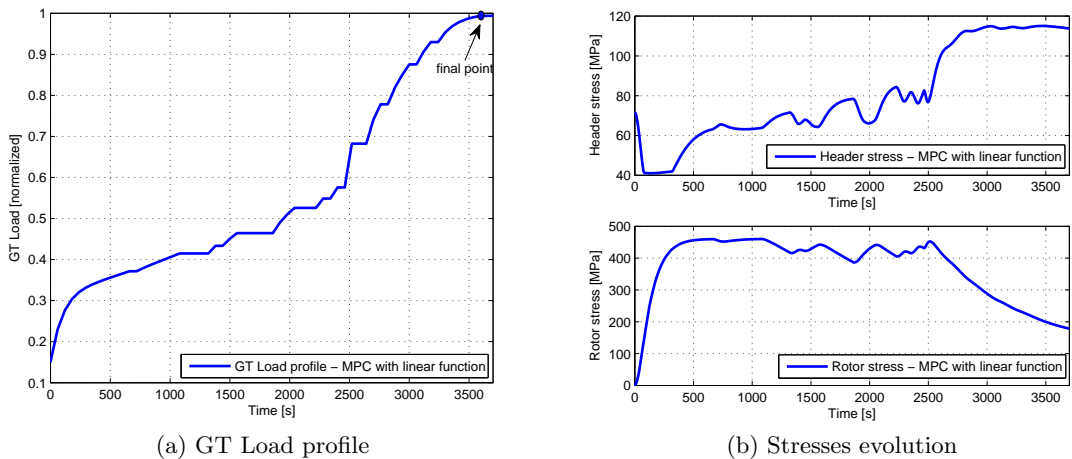 1
0.9
0.8
0.7
0.6
0.5
0.4
0.3
0.2
0.1
GT Load [normalized]
final point
GT Load profile – MPC with linear function
0 500 1000 1500 2000 2500 3000 3500
Time [s]
(a) GT Load profile
120
100
80
60
40
Header stress [MPa]
Header stress – MPC with linear function
0 500 1000 1500 2000 2500 3000 3500
Time [s]
500
400
300
200
100
0
Rotor stress [MPa]
Rotor stress – MPC with linear function
0 500 1000 1500 2000 2500 3000 3500
Time [s]
(b) Stresses evolution